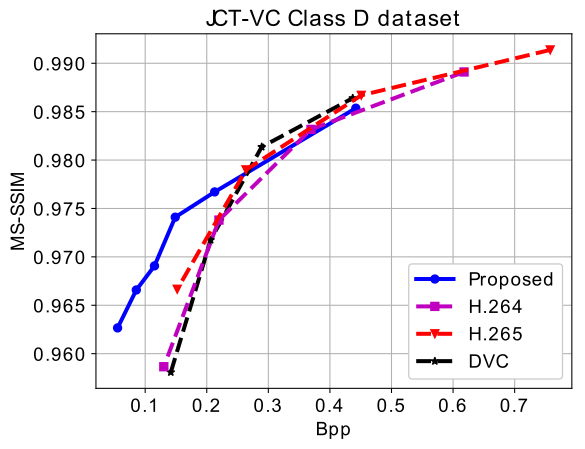 JCT-VC Class D dataset
MS-SSIM
0.990
0.985
0.980
0.975
0.970
0.965
0.960
Proposed
H.264
H.265
DVC
0.1 0.2 0.3 0.4 0.5 0.6 0.7
Bpp